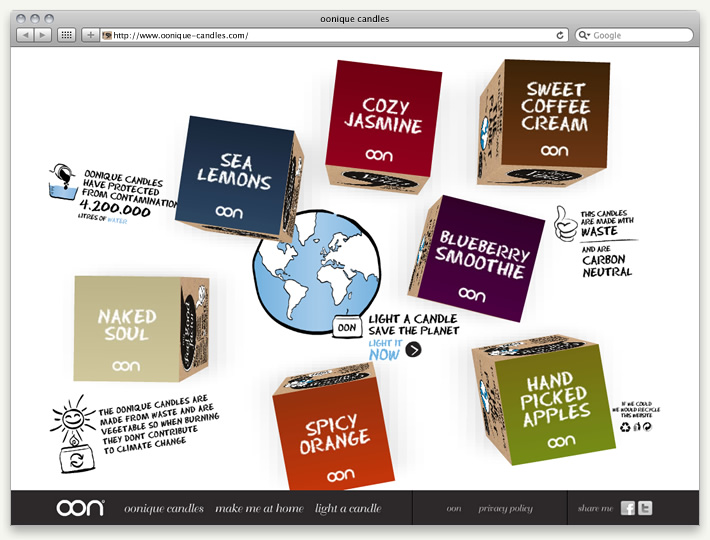 oonique candles
http://www.oonique-candles.com/
Google
SWEET
COFFEE
CREAM
oon
COZY
JASMINE
oon
SEA
LEMONS
oon
OONIQUE CANDLES
HAVE PROTECTED
FROM CONTAMINATION
4.200.000
LITRES OF WATER
THIS CANDLES
ARE MADE WITH
WASTE
AND ARE
CARBON
NEUTRAL
BLUEBERRY
SMOOTHIE
oon
NAKED
SOUL
oon
OON
LIGHT A CANDLE
SAVE THE PLANET
LIGHT IT
NOW
HAND
PICKED
APPLES
oon
SPICY
ORANGE
oon
THE OONIQUE CANDLES ARE
MADE FROM WASTE AND ARE
VEGETABLE SO WHEN BURNING
THEY DONT CONTRIBUTE
TO CLIMATE CHANGE
IF WE COULD
WE WOULD RECYCLE
THIS WEBSITE
oon oonique candles make me at home light a candle oon privacy policy share me